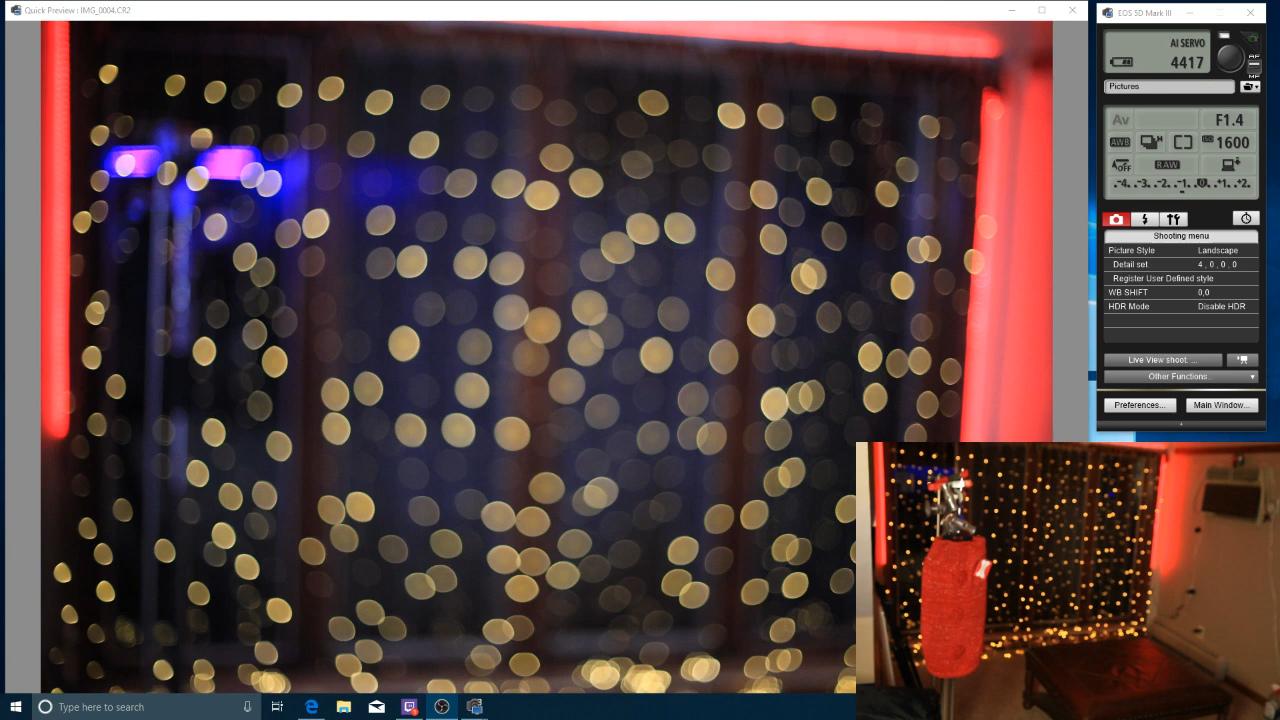 Quick Preview : IMG_0004.CR2
EOS 5D Mark III
AI SERVO
4417
AF
MF
Pictures
Av
F1.4
AWB
H
ISO
1600
OFF
RAW
-4..-3..-2..-1..0..+1..+2.
Shooting menu
Picture Style Landscape
Detail set. 4 , 0 , 0 , 0
Register User Defined style
WB SHIFT 0,0
HDR Mode Disable HDR
Live View shoot. ...
Other Functions...
Preferences... Main Window...
Type here to search